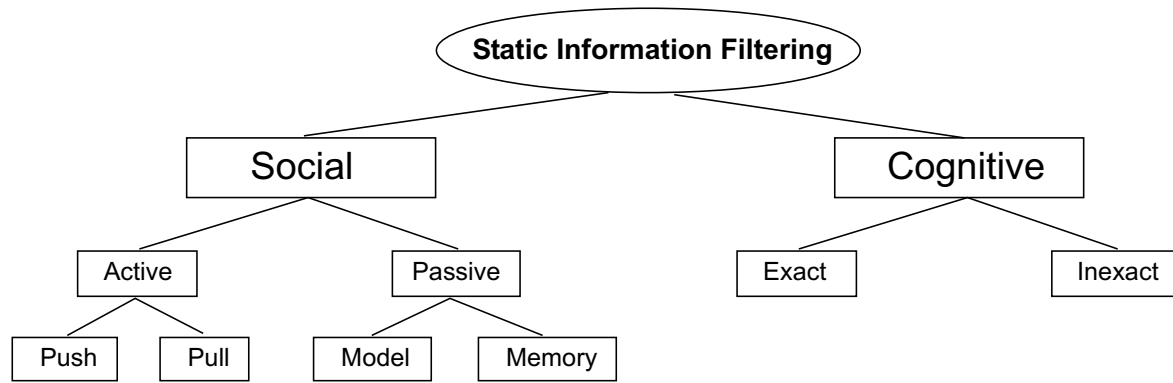 Static Information Filtering
Social
Cognitive
Active
Passive
Exact
Inexact
Push
Pull
Model
Memory